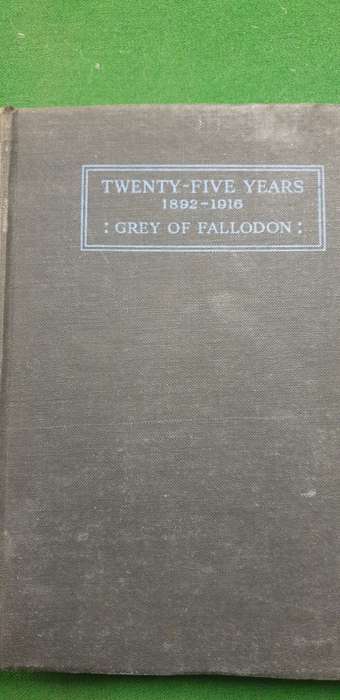 TWENTY-FIVE YEARS
1892-1916
: GREY OF FALLODON :